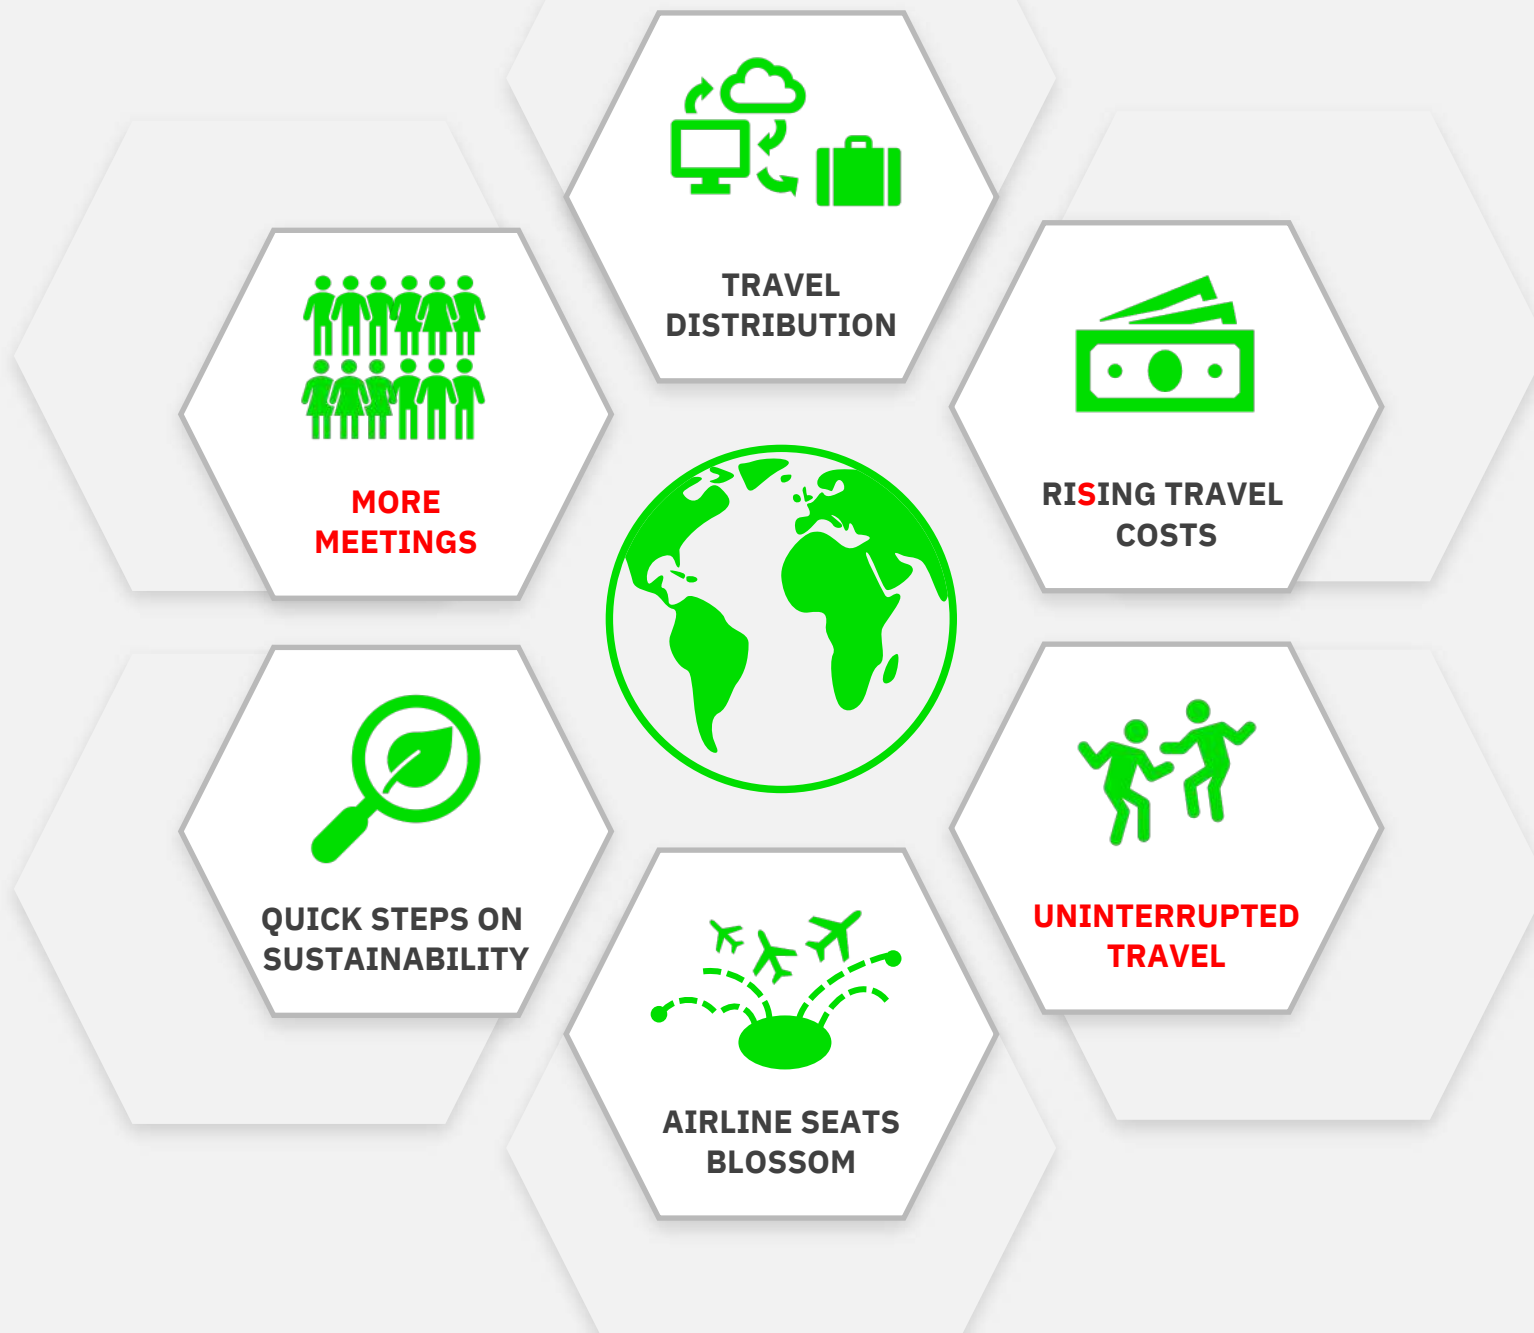 TRAVEL
DISTRIBUTION
MORE
MEETINGS
RISING TRAVEL
COSTS
QUICK STEPS ON
SUSTAINABILITY
UNINTERRUPTED
TRAVEL
AIRLINE SEATS
BLOSSOM